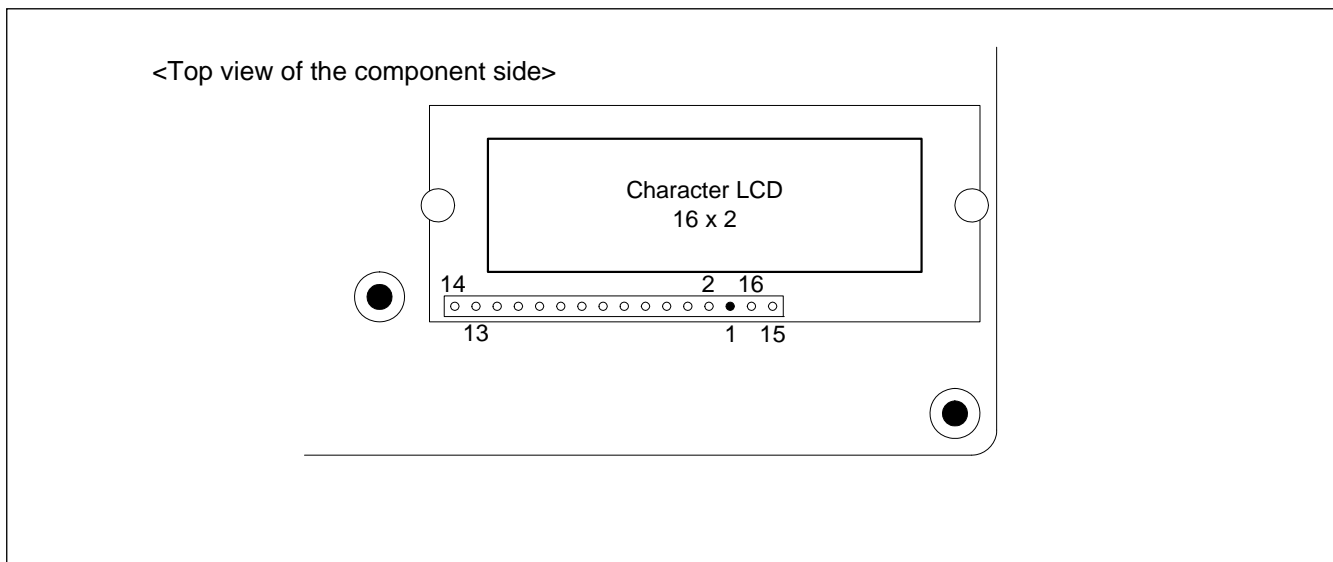 <Top view of the component side>
Character LCD
16 x 2
14 2 16
13 1 15